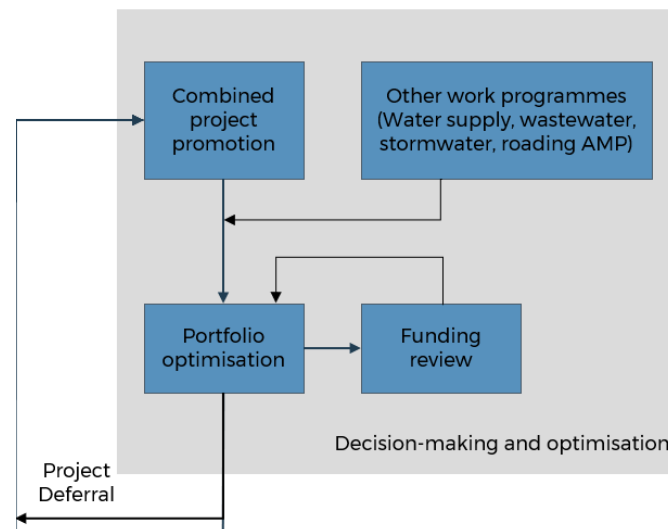 Combined
project
promotion
Other work programmes
(Water supply, wastewater,
stormwater, roading AMP)
Portfolio
optimisation
Funding
review
Decision-making and optimisation
Project
Deferral